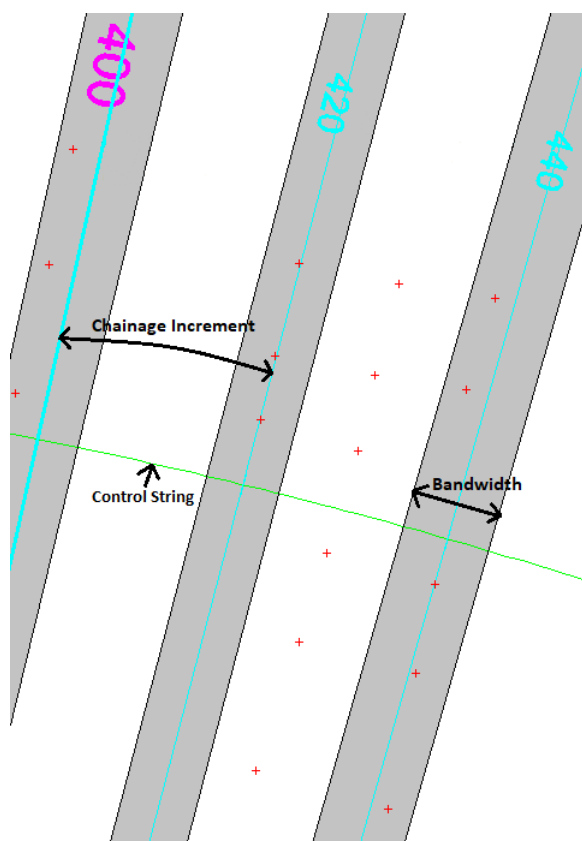 400
420
440
Chainage Increment
Control String
Bandwidth